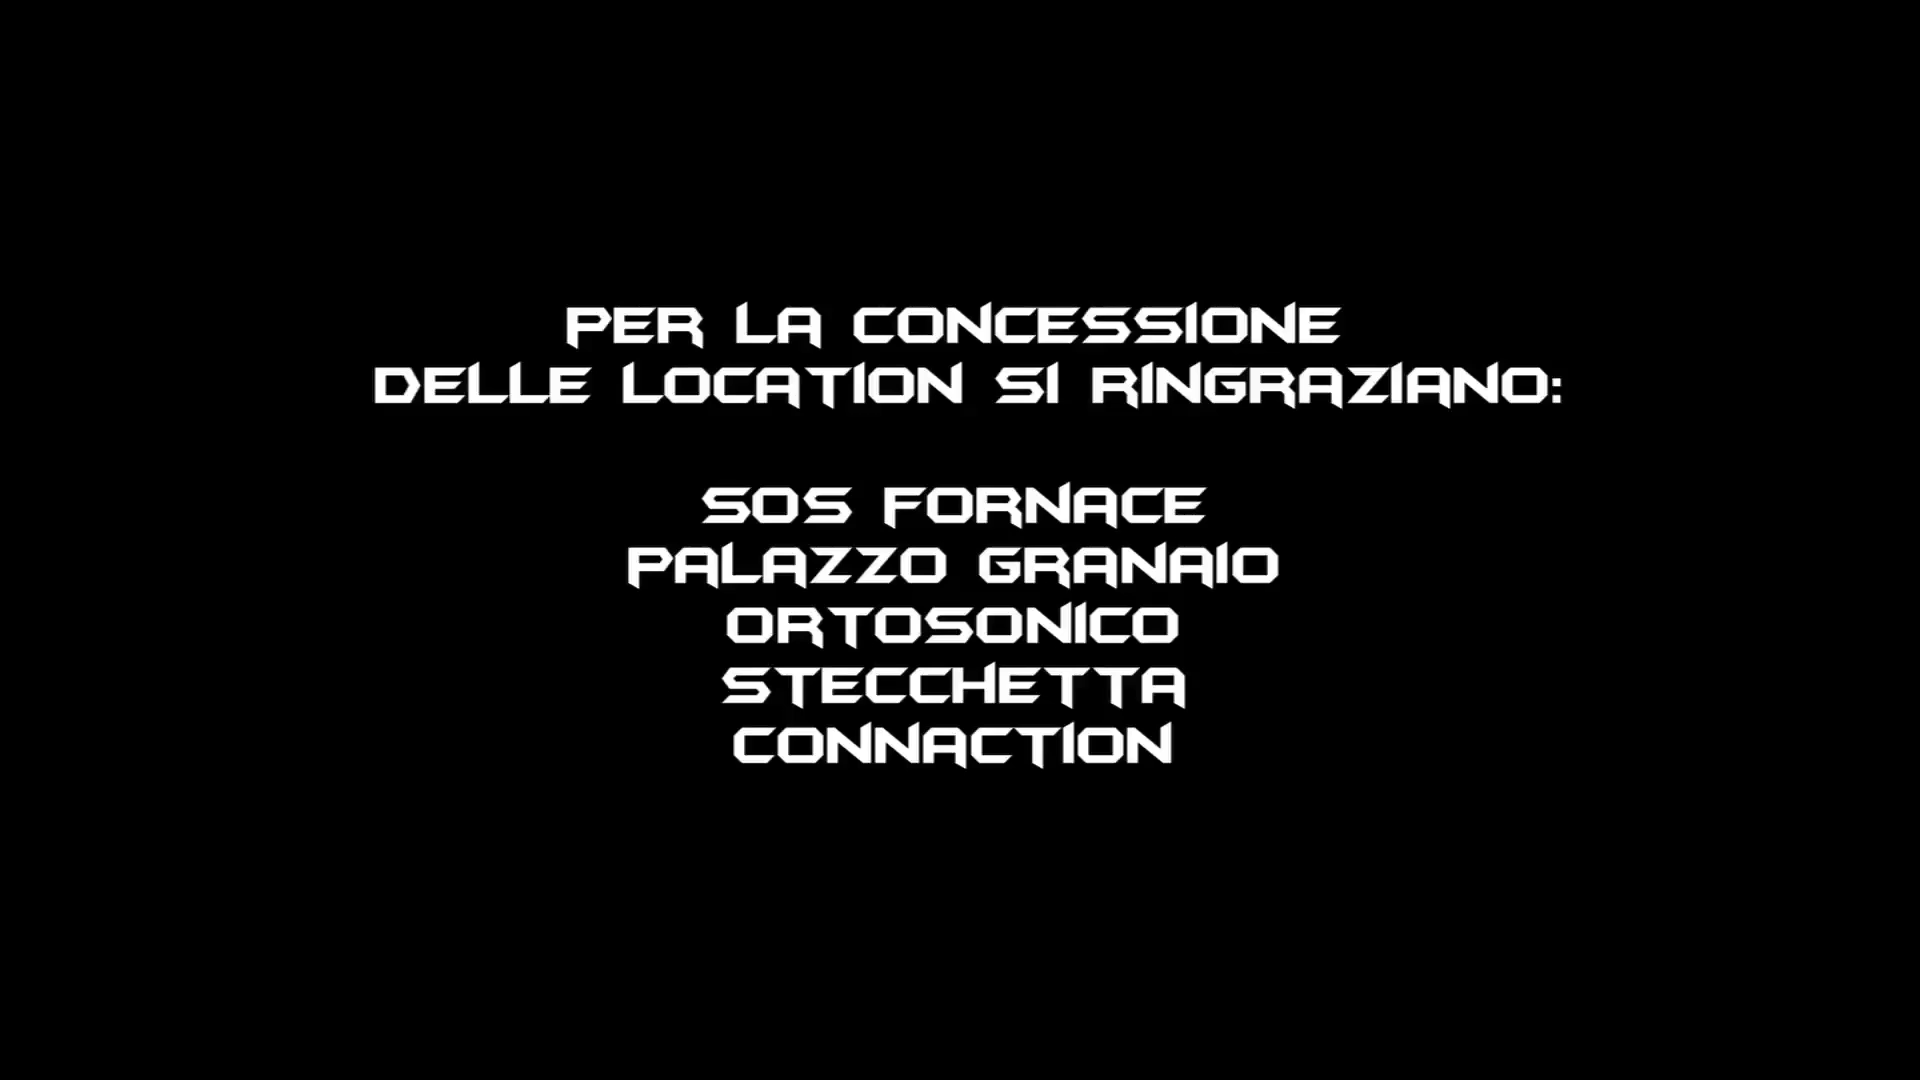 PER LA CONCESSIONE
DELLE LOCATION SI RINGRAZIANO:
SOS FORNACE
PALAZZO GRANAIO
ORTOSONICO
STECCHETTA
CONNACTION